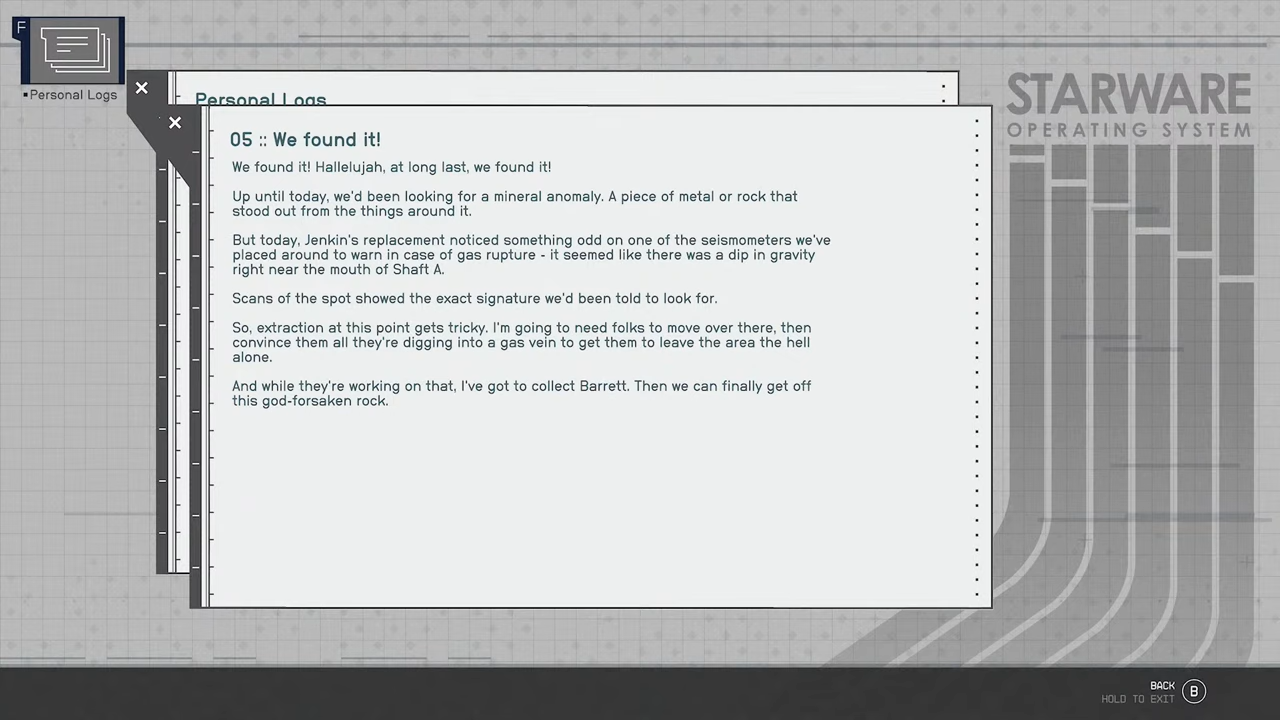 F
▪Personal Logs
Personal Logs
STARWARE
OPERATING SYSTEM
05 :: We found it!
We found it! Hallelujah, at long last, we found it!
Up until today, we'd been looking for a mineral anomaly. A piece of metal or rock that
stood out from the things around it.
But today, Jenkin's replacement noticed something odd on one of the seismometers we've
placed around to warn in case of gas rupture - it seemed like there was a dip in gravity
right near the mouth of Shaft A.
Scans of the spot showed the exact signature we'd been told to look for.
So, extraction at this point gets tricky. I'm going to need folks to move over there, then
convince them all they're digging into a gas vein to get them to leave the area the hell
alone.
And while they're working on that, I've got to collect Barrett. Then we can finally get off
this god-forsaken rock.
BACK
HOLD TO EXIT
B